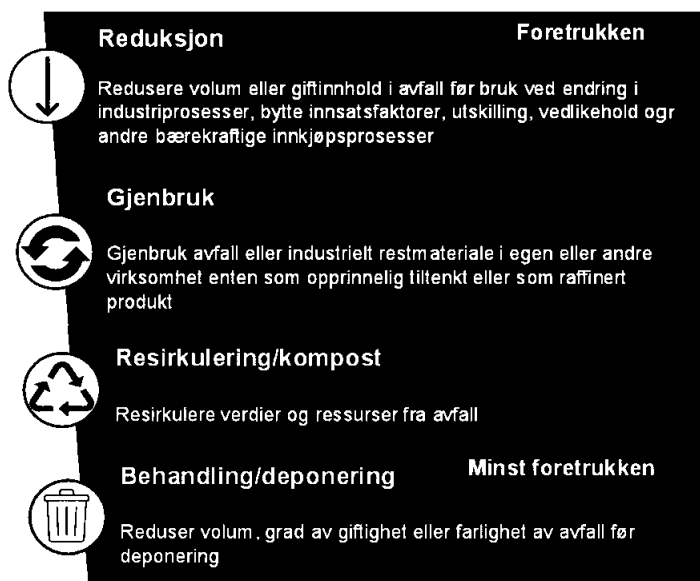 Reduksjon
Foretrukken
Redusere volum eller giftinnhold i avfall før bruk ved endring i
industriprosesser, bytte innsatsfaktorer, utskilling, vedlikehold ogr
andre bærekraftige innkjøpsprosesser
Gjenbruk
Gjenbruk avfall eller industrielt restmateriale i egen eller andre
virksomhet enten som opprinnelig tiltenkt eller som raffinert
produkt
Resirkulering/kompost
Resirkulere verdier og ressurser fra avfall
Behandling/deponering
Minst foretrukken
Reduser volum, grad av giftighet eller farlighet av avfall før
deponering